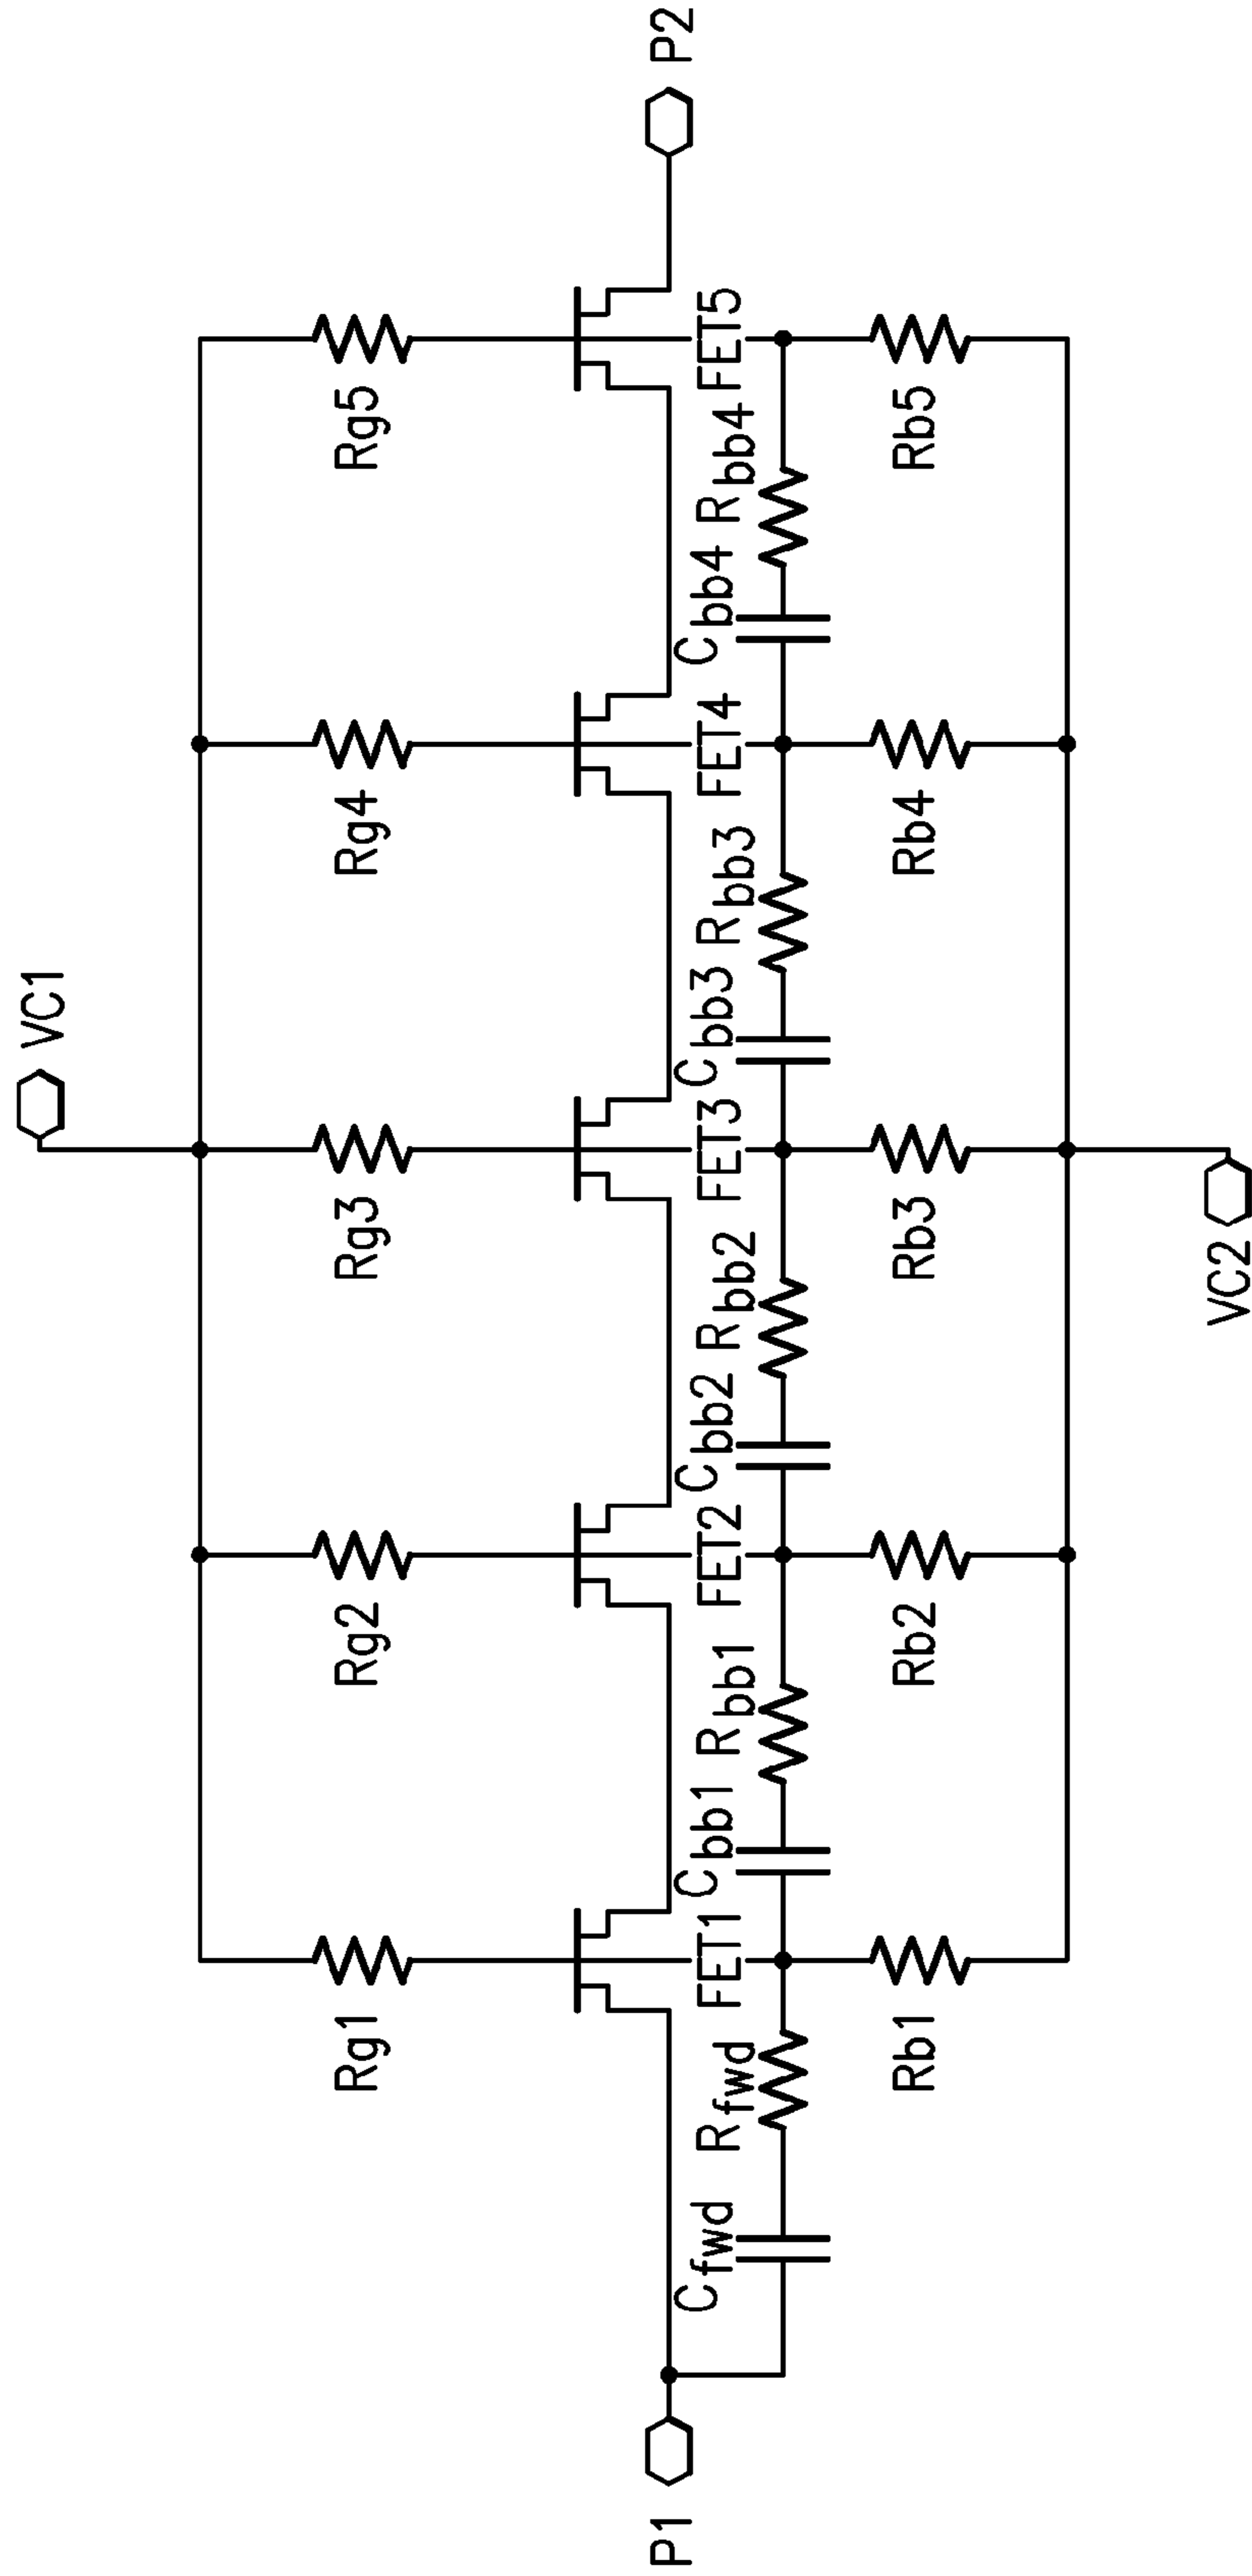 VC1
Rg1
Rg2
Rg3
Rg4
Rg5
P1
P2
FET1
FET2
FET3
FET4
FET5
Cfwd
Rfwd
Cbb1
Rbb1
Cbb2
Rbb2
Cbb3
Rbb3
Cbb4
Rbb4
Rb1
Rb2
Rb3
Rb4
Rb5
VC2